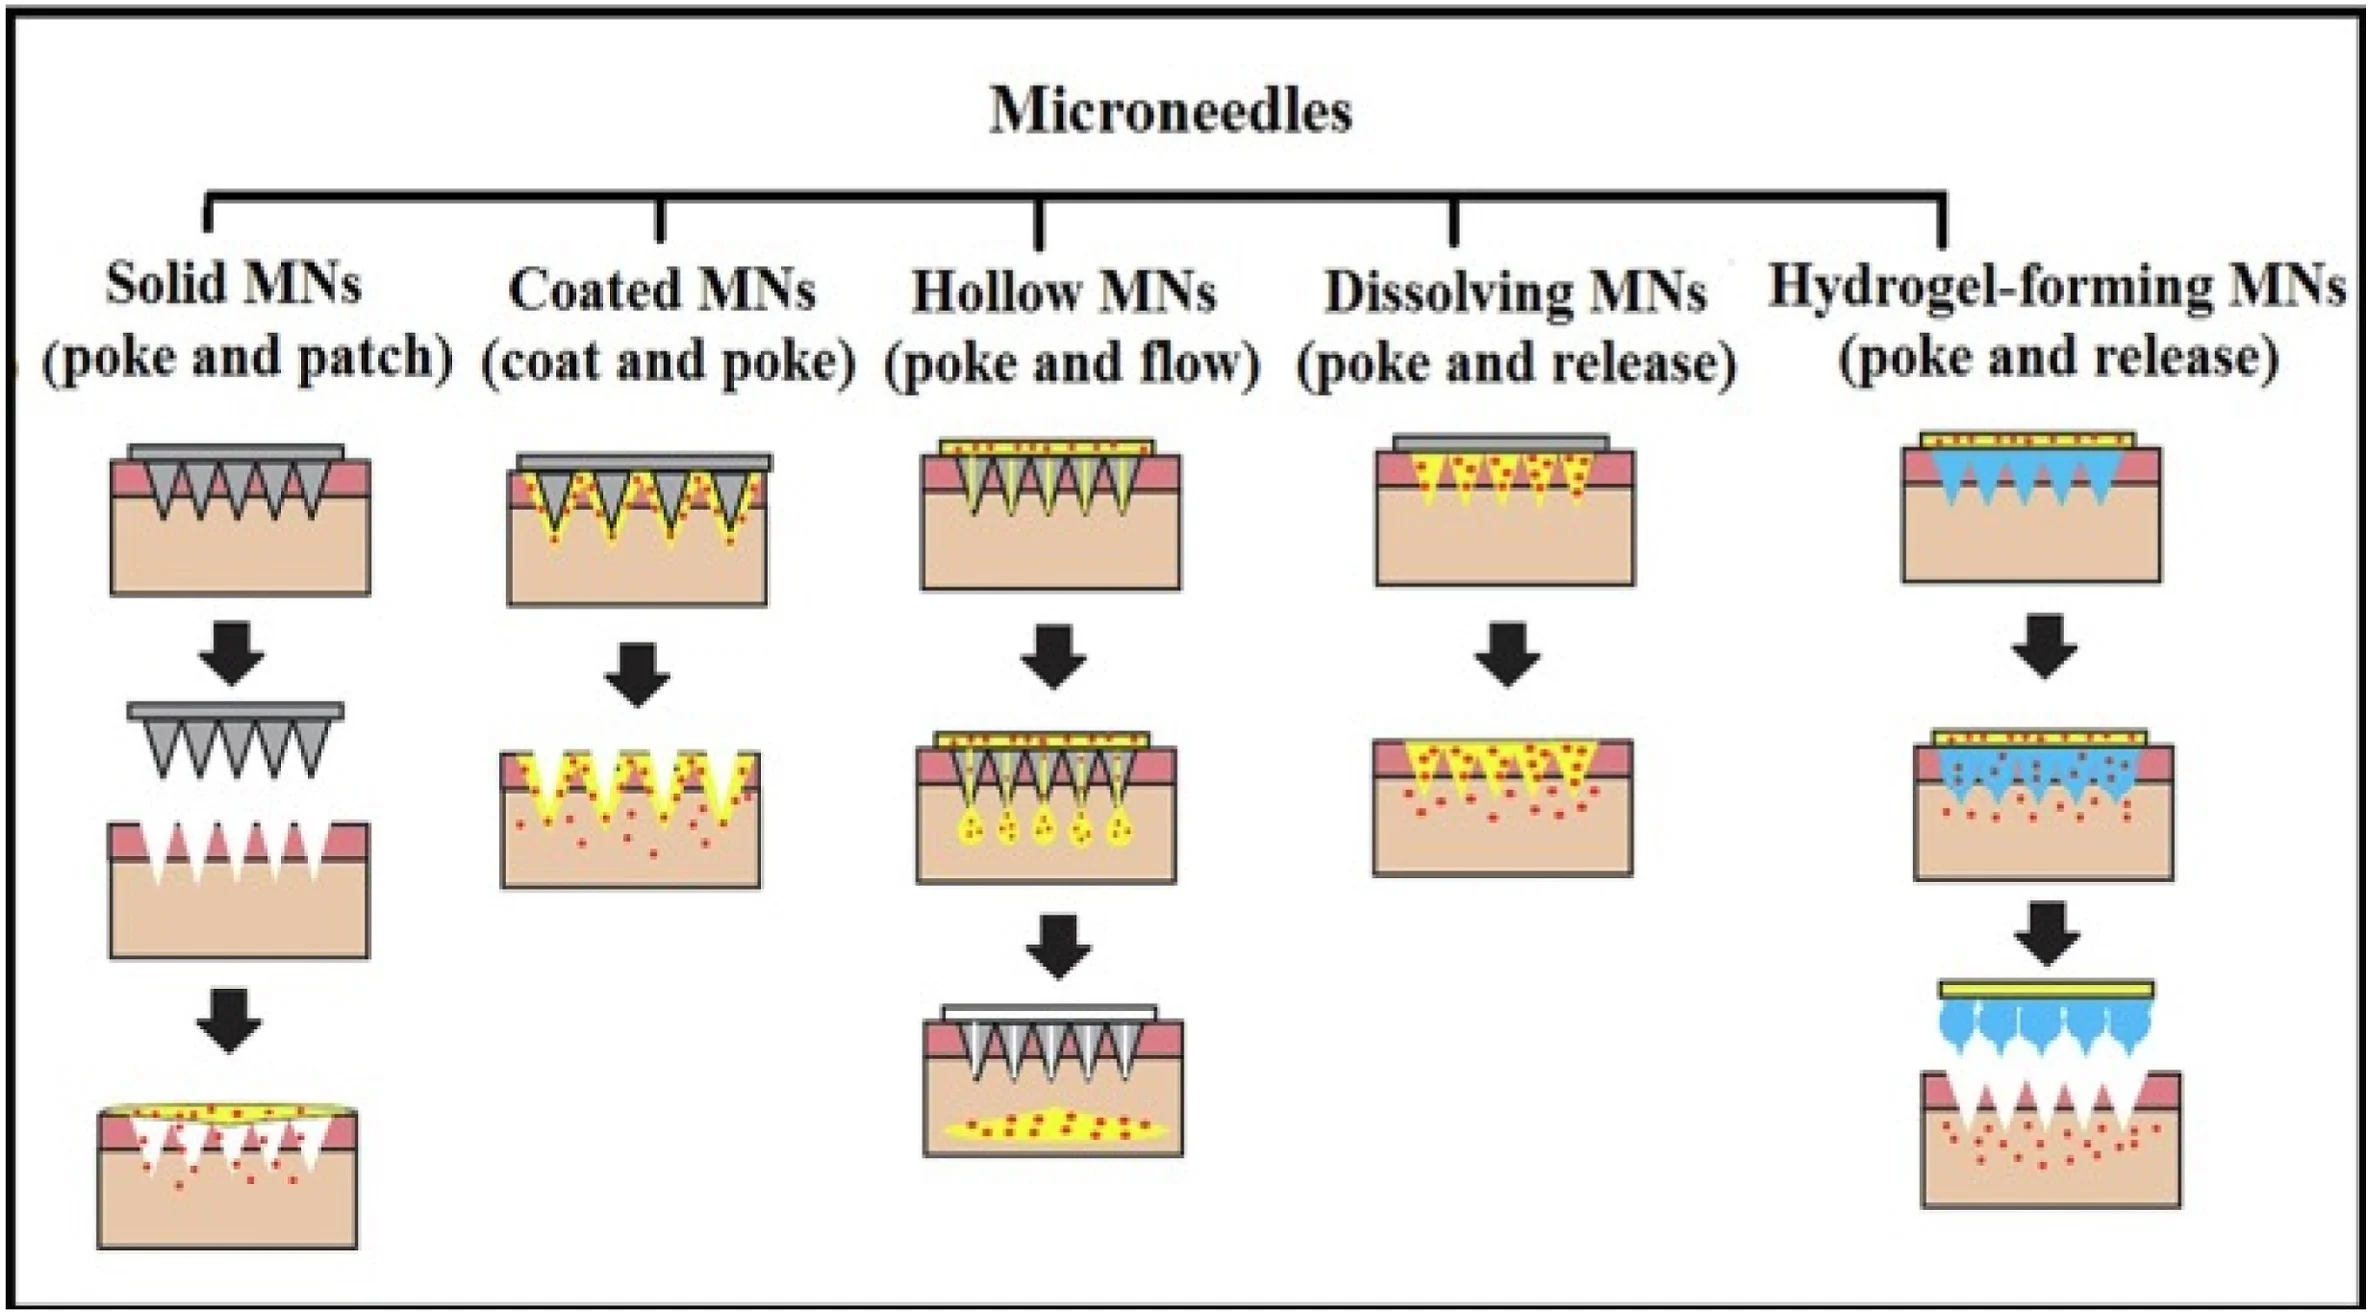 Microneedles
Solid MNs
(poke and patch)
Coated MNs
(coat and poke)
Hollow MNs
(poke and flow)
Dissolving MNs
(poke and release)
Hydrogel-forming MNs
(poke and release)